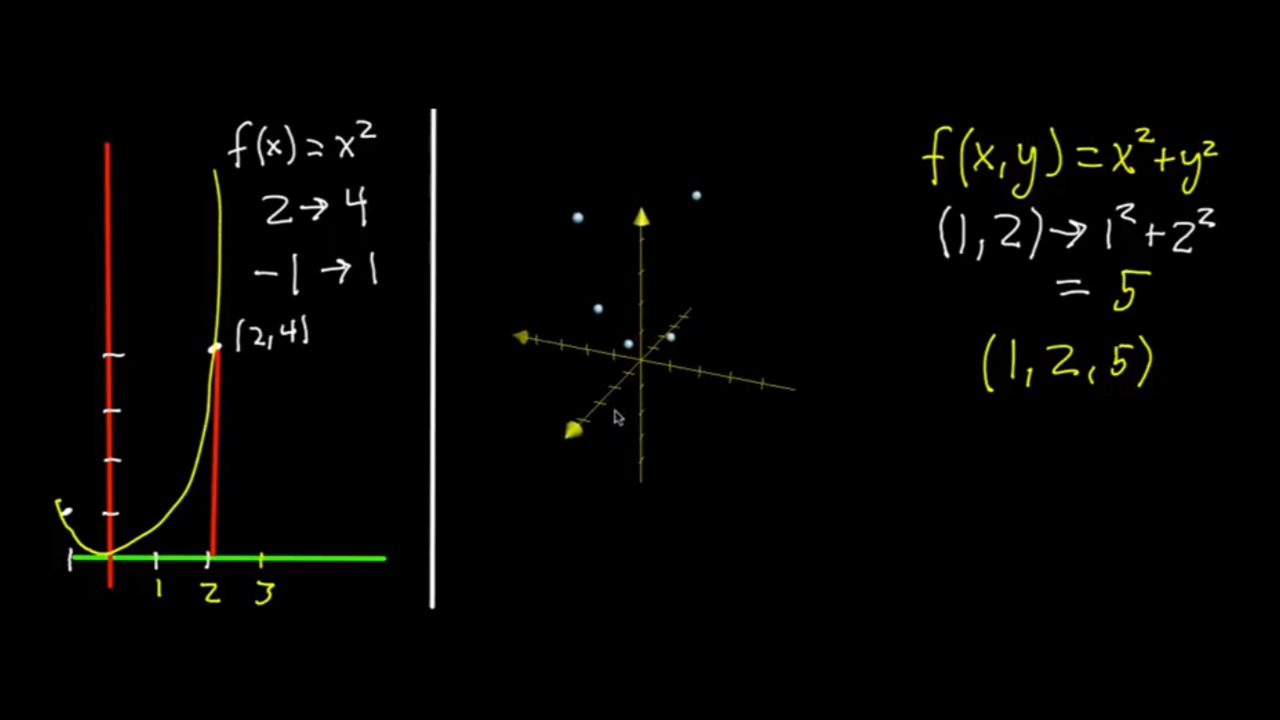 f(x) = x²
2 → 4
-1 → 1
(2,4)
1 2 3
f(x,y) = x²+y²
(1,2) → 1²+2²
= 5
(1,2,5)